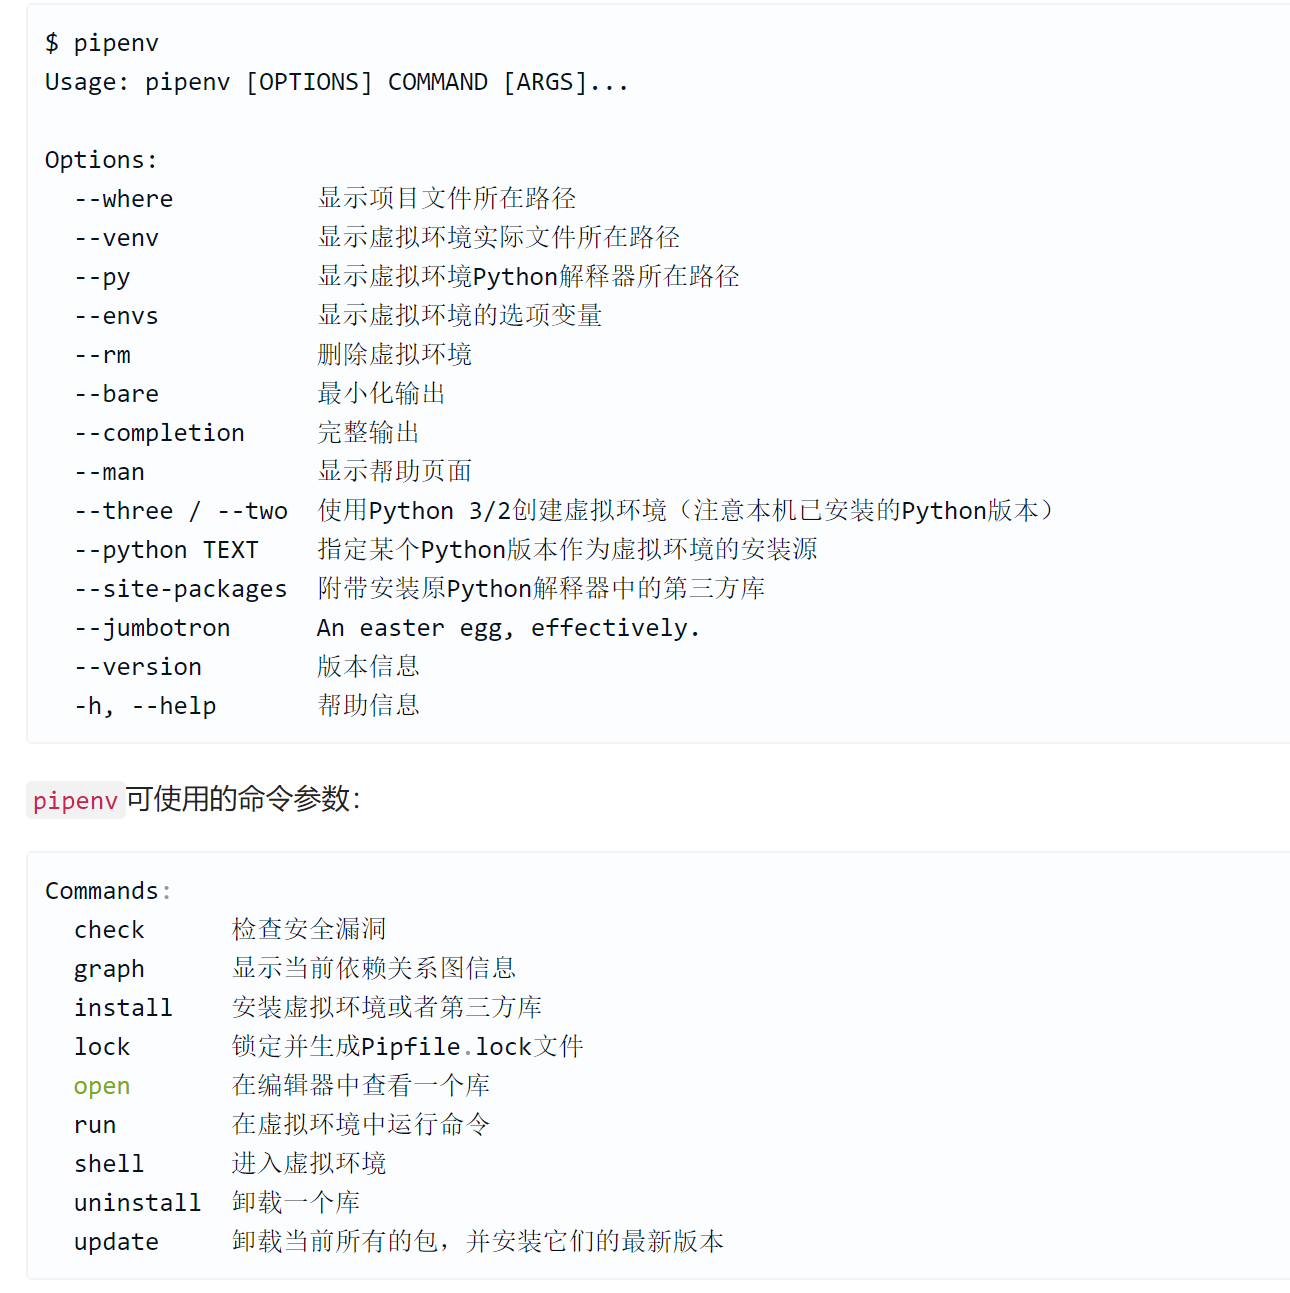 $ pipenv
Usage: pipenv [OPTIONS] COMMAND [ARGS]...
Options:
--where 显示项目文件所在路径
--venv 显示虚拟环境实际文件所在路径
--py 显示虚拟环境Python解释器所在路径
--envs 显示虚拟环境的选项变量
--rm 删除虚拟环境
--bare 最小化输出
--completion 完整输出
--man 显示帮助页面
--three / --two 使用Python 3/2创建虚拟环境（注意本机已安装的Python版本）
--python TEXT 指定某个Python版本作为虚拟环境的安装源
--site-packages 附带安装原Python解释器中的第三方库
--jumbotron An easter egg, effectively.
--version 版本信息
-h, --help 帮助信息
pipenv可使用的命令参数：
Commands:
check 检查安全漏洞
graph 显示当前依赖关系图信息
install 安装虚拟环境或者第三方库
lock 锁定并生成Pipfile.lock文件
open 在编辑器中查看一个库
run 在虚拟环境中运行命令
shell 进入虚拟环境
uninstall 卸载一个库
update 卸载当前所有的包，并安装它们的最新版本